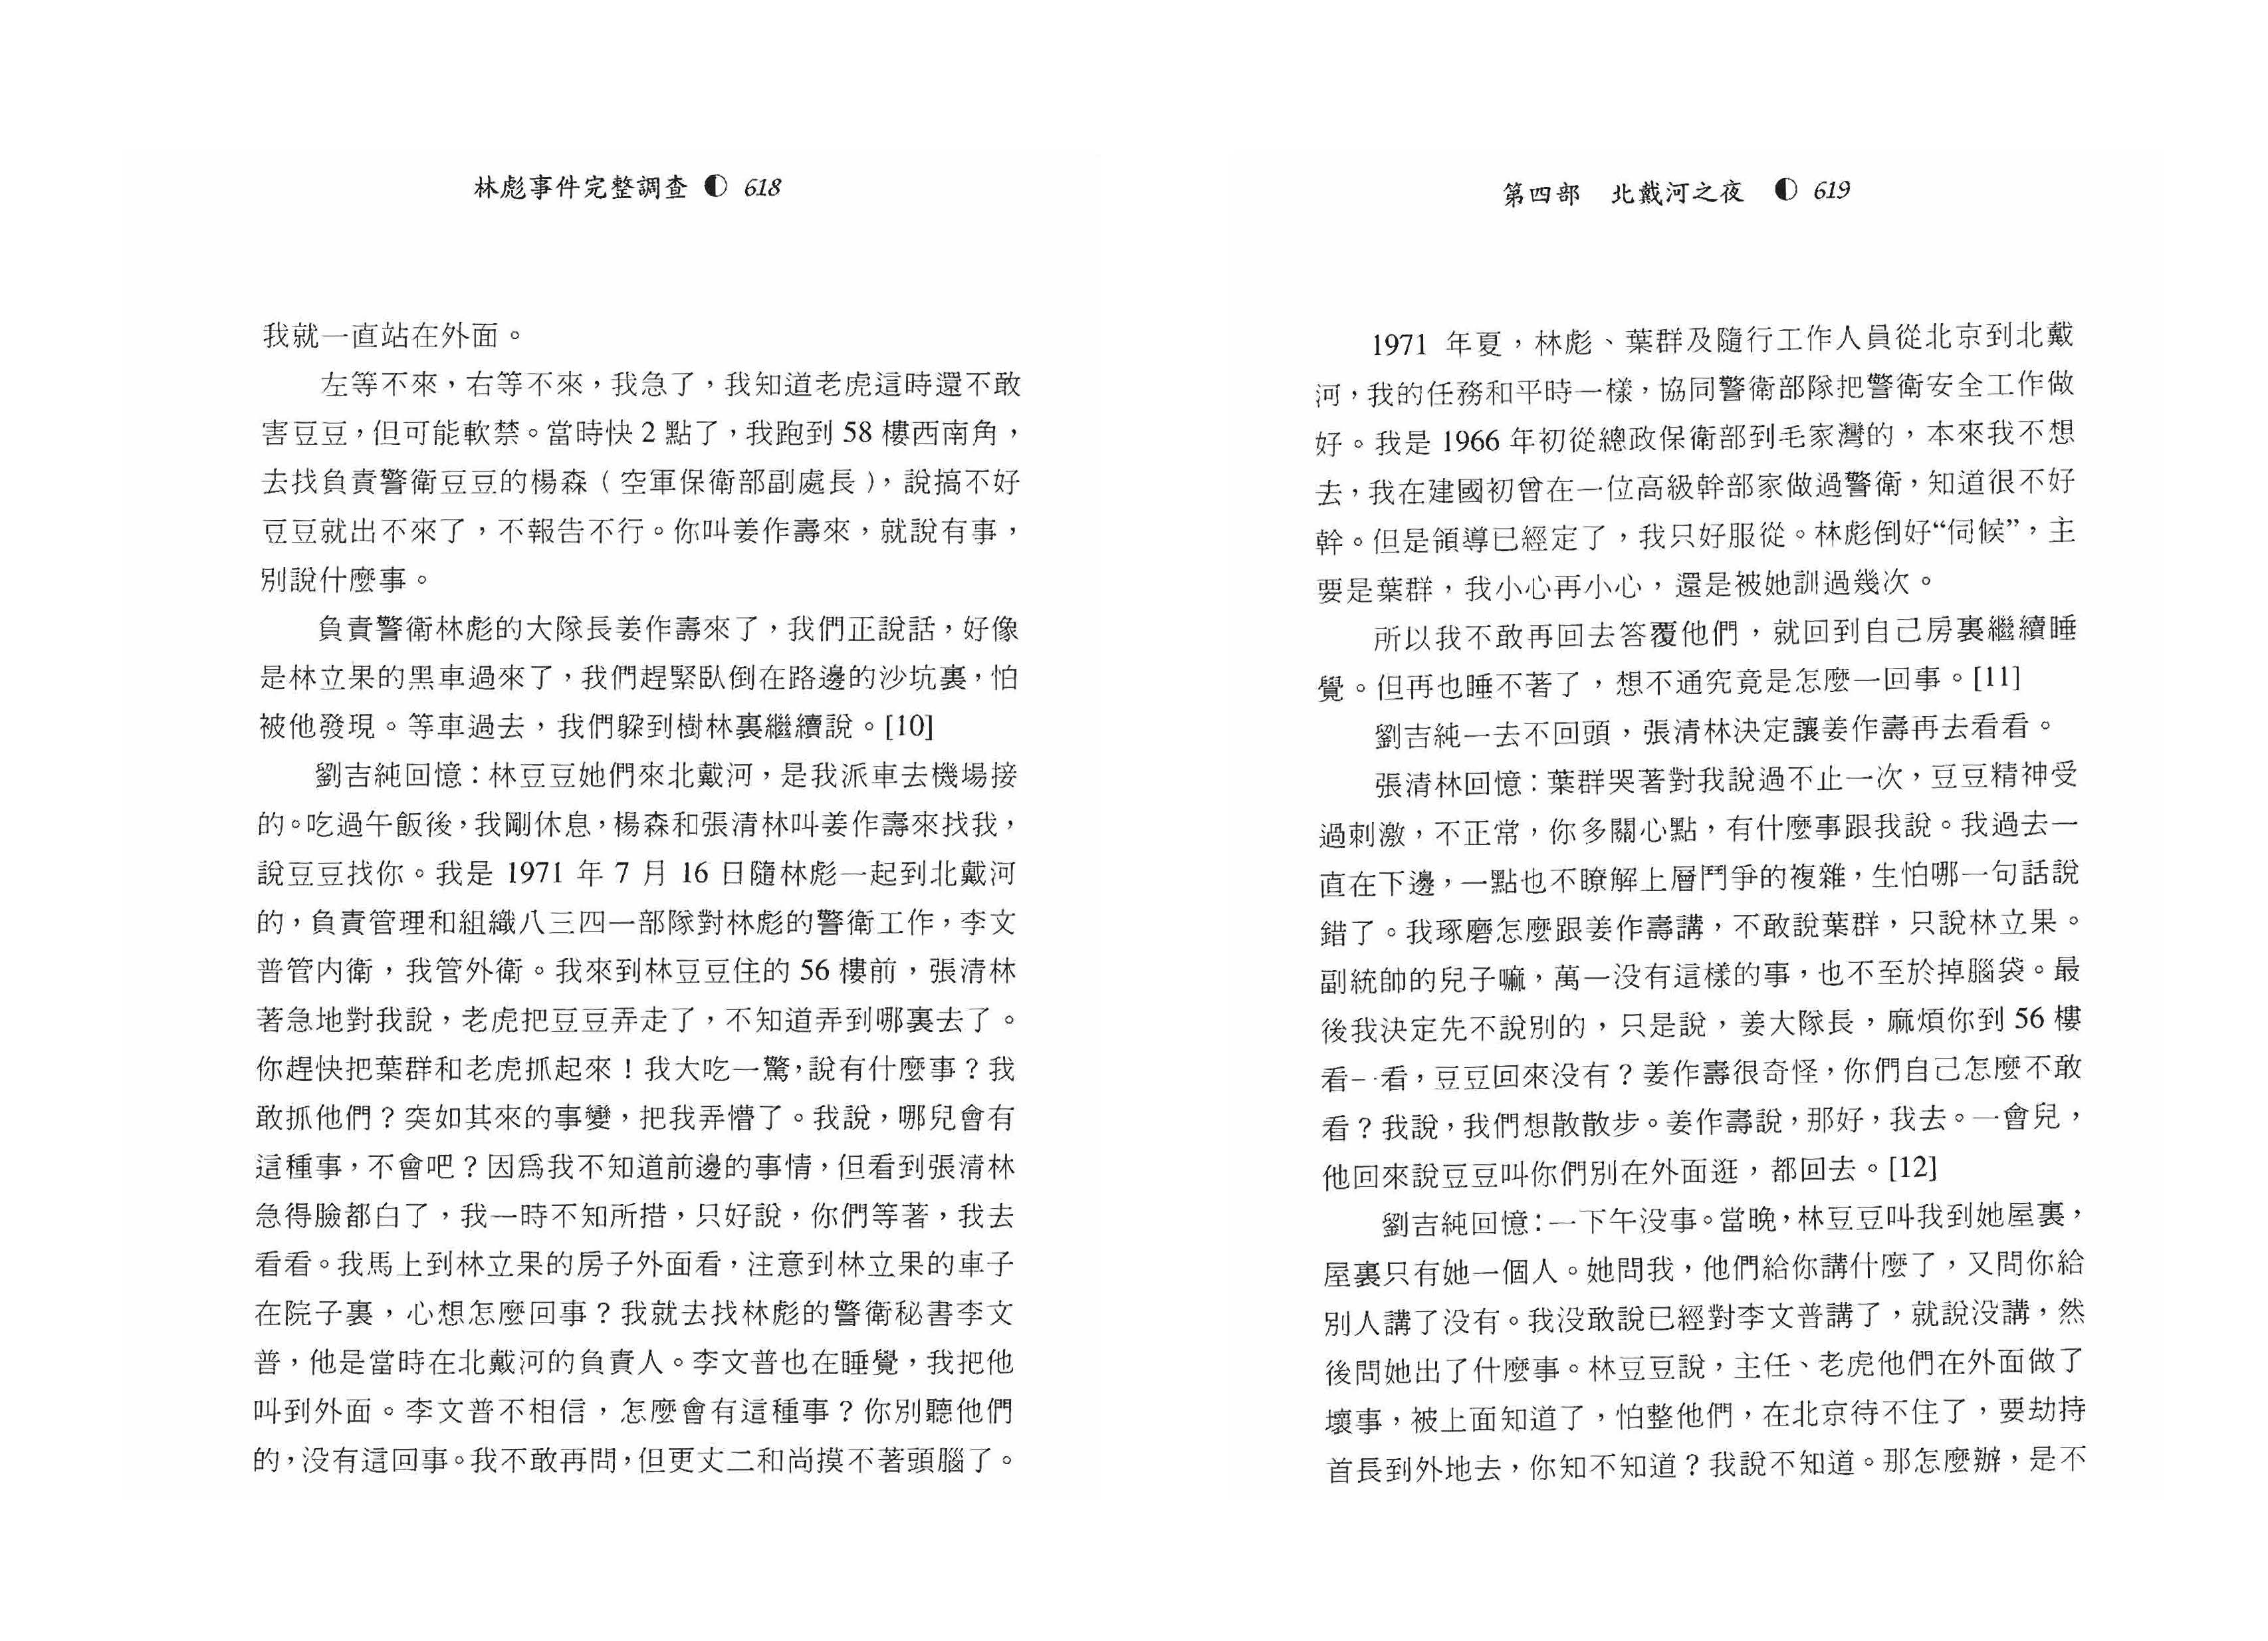 林彪事件完整調查 ◐ 618
我就一直站在外面。
左等不來，右等不來，我急了，我知道老虎這時還不敢
害豆豆，但可能軟禁。當時快 2 點了，我跑到 58 樓西南角，
去找負責警衛豆豆的楊森（空軍保衛部副處長），說搞不好
豆豆就出不來了，不報告不行。你叫姜作壽來，就說有事，
別說什麼事。
負責警衛林彪的大隊長姜作壽來了，我們正說話，好像
是林立果的黑車過來了，我們趕緊臥倒在路邊的沙坑裏，怕
被他發現。等車過去，我們躲到樹林裏繼續說。[10]
劉吉純回憶：林豆豆她們來北戴河，是我派車去機場接
的。吃過午飯後，我剛休息，楊森和張清林叫姜作壽來找我，
說豆豆找你。我是 1971 年 7 月 16 日隨林彪一起到北戴河
的，負責管理和組織八三四一部隊對林彪的警衛工作，李文
普管内衛，我管外衛。我來到林豆豆住的 56 樓前，張清林
著急地對我說，老虎把豆豆弄走了，不知道弄到哪裏去了。
你趕快把葉群和老虎抓起來！我大吃一驚，說有什麼事？我
敢抓他們？突如其來的事變，把我弄懵了。我說，哪兒會有
這種事，不會吧？因爲我不知道前邊的事情，但看到張清林
急得臉都白了，我一時不知所措，只好說，你們等著，我去
看看。我馬上到林立果的房子外面看，注意到林立果的車子
在院子裏，心想怎麼回事？我就去找林彪的警衛秘書李文
普，他是當時在北戴河的負責人。李文普也在睡覺，我把他
叫到外面。李文普不相信，怎麼會有這種事？你別聽他們
的，没有這回事。我不敢再問，但更丈二和尚摸不著頭腦了。
第四部 北戴河之夜 ◐ 619
1971 年夏，林彪、葉群及隨行工作人員從北京到北戴
河，我的任務和平時一樣，協同警衛部隊把警衛安全工作做
好。我是 1966 年初從總政保衛部到毛家灣的，本來我不想
去，我在建國初曾在一位高級幹部家做過警衛，知道很不好
幹。但是領導已經定了，我只好服從。林彪倒好“伺候”，主
要是葉群，我小心再小心，還是被她訓過幾次。
所以我不敢再回去答覆他們，就回到自己房裏繼續睡
覺。但再也睡不著了，想不通究竟是怎麼一回事。[11]
劉吉純一去不回頭，張清林決定讓姜作壽再去看看。
張清林回憶：葉群哭著對我說過不止一次，豆豆精神受
過刺激，不正常，你多關心點，有什麼事跟我說。我過去一
直在下邊，一點也不瞭解上層鬥爭的複雜，生怕哪一句話說
錯了。我琢磨怎麼跟姜作壽講，不敢說葉群，只說林立果。
副統帥的兒子嘛，萬一没有這樣的事，也不至於掉腦袋。最
後我決定先不說別的，只是說，姜大隊長，麻煩你到 56 樓
看一看，豆豆回來没有？姜作壽很奇怪，你們自己怎麼不敢
看？我說，我們想散散步。姜作壽說，那好，我去。一會兒，
他回來說豆豆叫你們別在外面逛，都回去。[12]
劉吉純回憶：一下午没事。當晚，林豆豆叫我到她屋裏，
屋裏只有她一個人。她問我，他們給你講什麼了，又問你給
別人講了没有。我没敢說已經對李文普講了，就說没講，然
後問她出了什麼事。林豆豆說，主任、老虎他們在外面做了
壞事，被上面知道了，怕整他們，在北京待不住了，要劫持
首長到外地去，你知不知道？我說不知道。那怎麼辦，是不